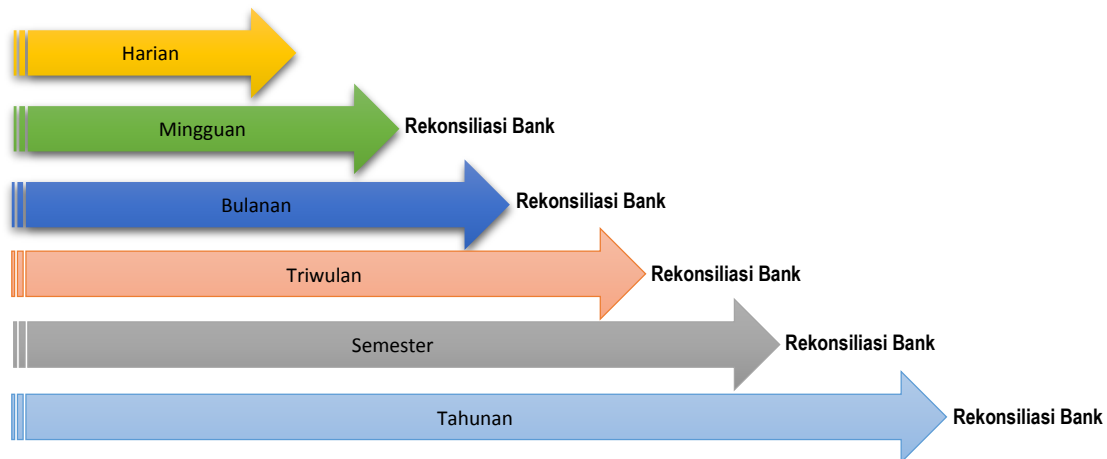 Harian
Mingguan
Rekonsiliasi Bank
Bulanan
Rekonsiliasi Bank
Triwulan
Rekonsiliasi Bank
Semester
Rekonsiliasi Bank
Tahunan
Rekonsiliasi Bank